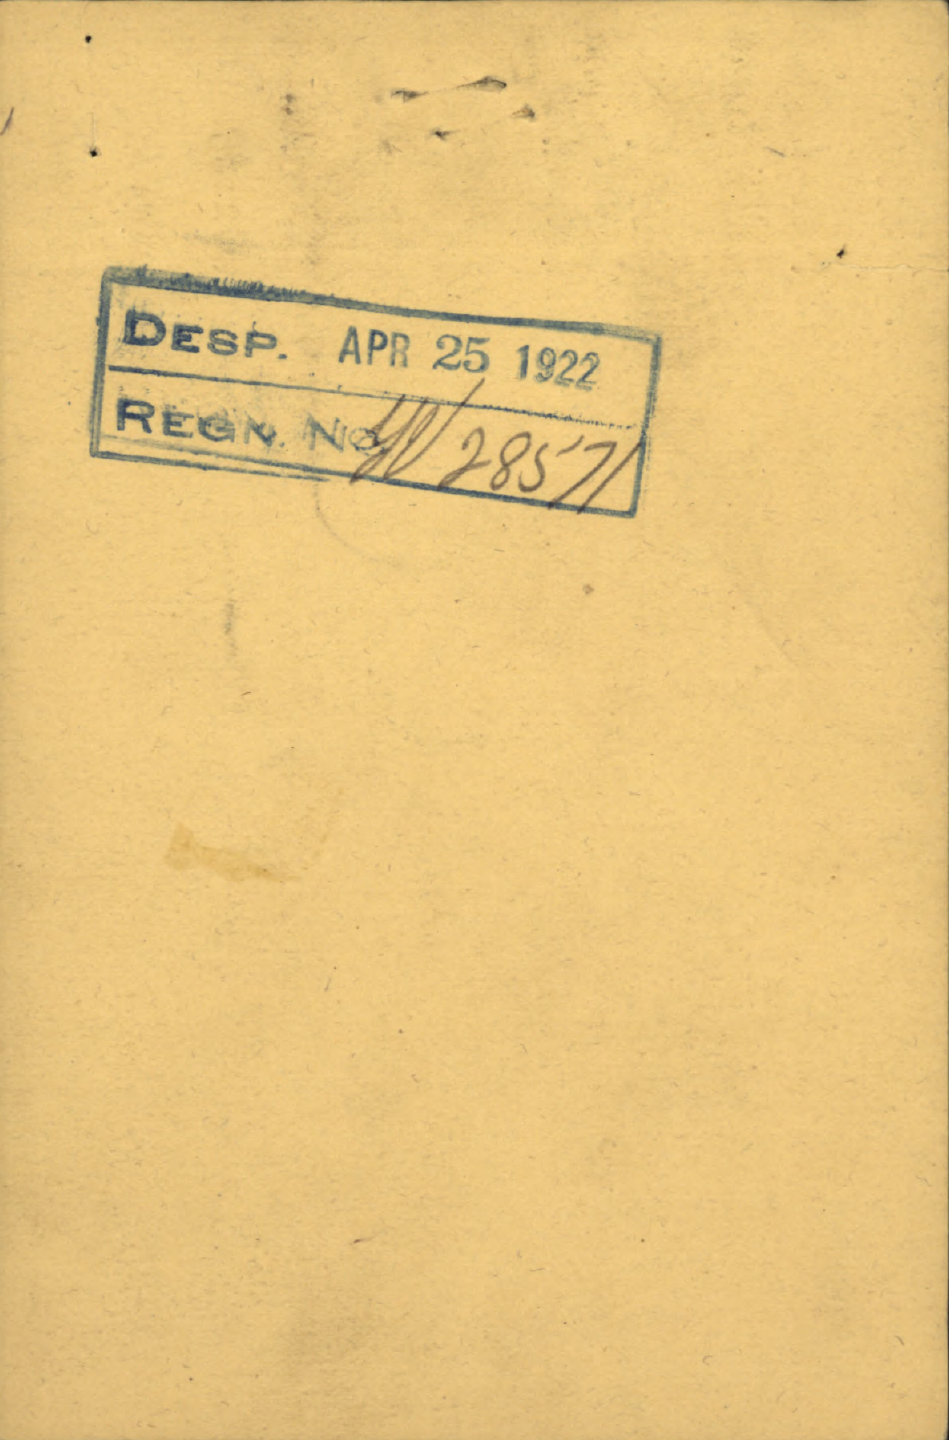 DESP. APR 25 1922
REGN. No 28571